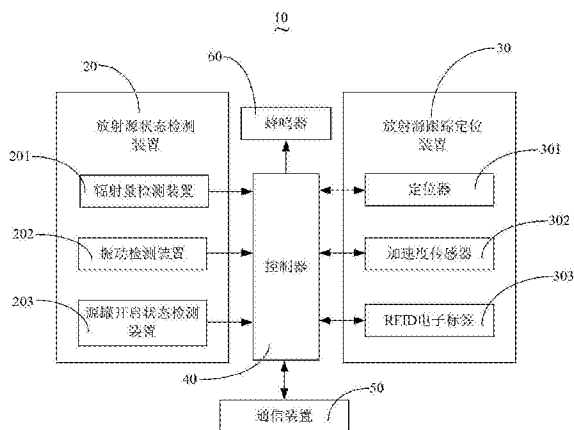 10
20
60
30
放射源状态检测
装置
蜂鸣器
放射源跟踪定位
装置
201
301
辐射量检测装置
定位器
202
302
振动检测装置
控制器
加速度传感器
203
303
源罐开启状态检测
装置
RFID电子标签
40
50
通信装置